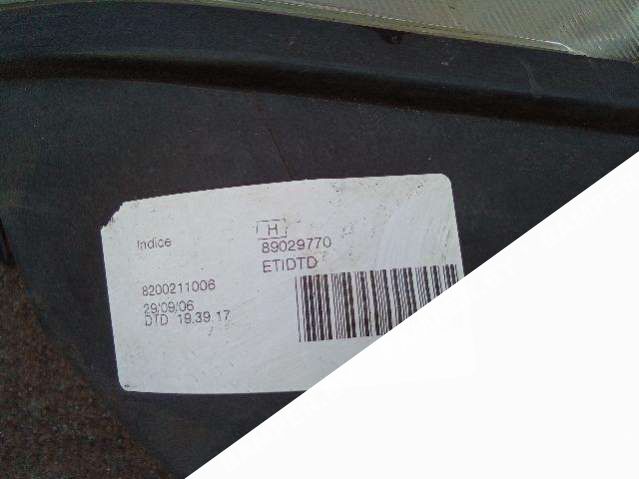 Indice
H
89029770
ETIDTD
8200211006
29/09/06
DTD 19.39.17